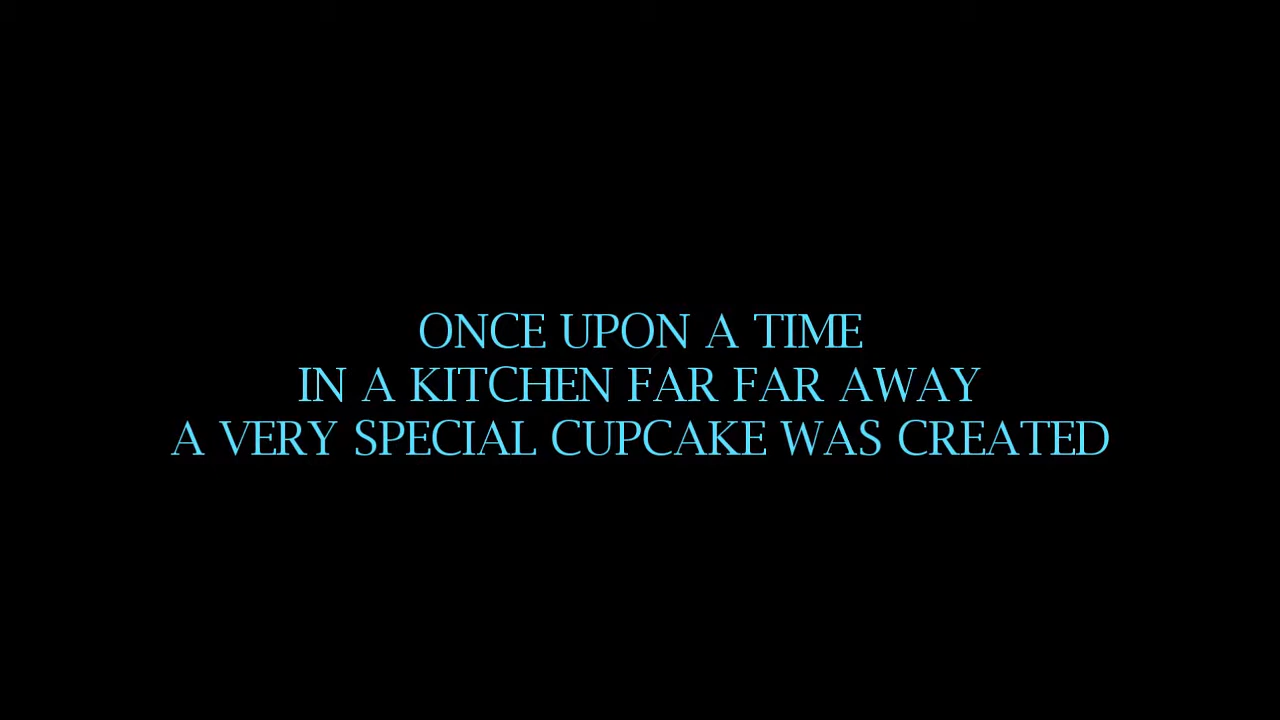 ONCE UPON A TIME
IN A KITCHEN FAR FAR AWAY
A VERY SPECIAL CUPCAKE WAS CREATED